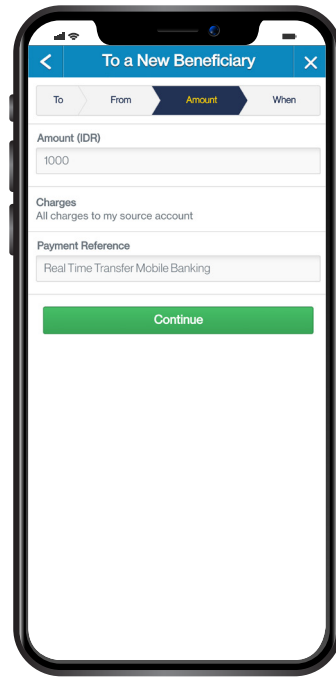 To a New Beneficiary
To From Amount When
Amount (IDR)
1000
Charges
All charges to my source account
Payment Reference
Real Time Transfer Mobile Banking
Continue